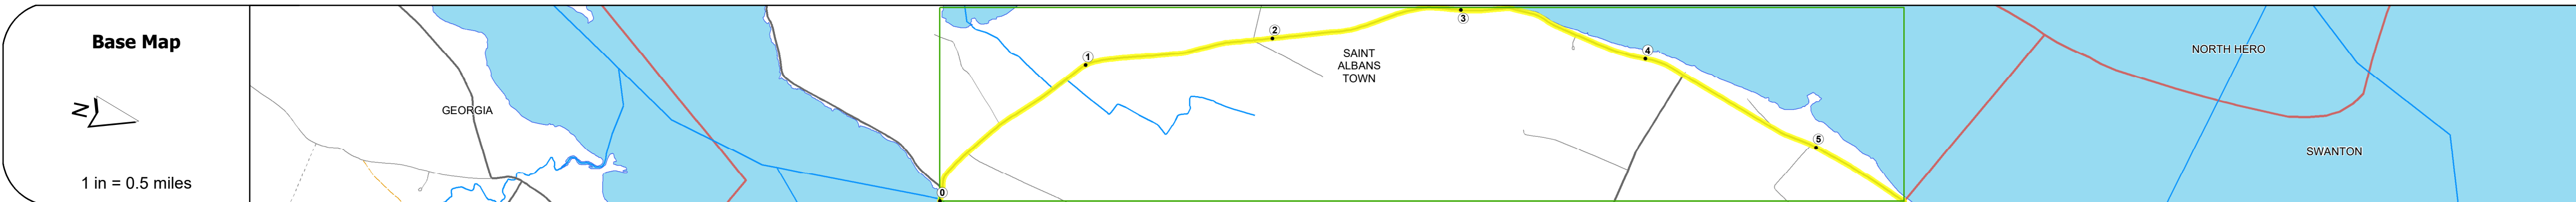 Base Map
N
1 in = 0.5 miles
GEORGIA
0
1
2
SAINT
ALBANS
TOWN
3
4
5
NORTH HERO
SWANTON